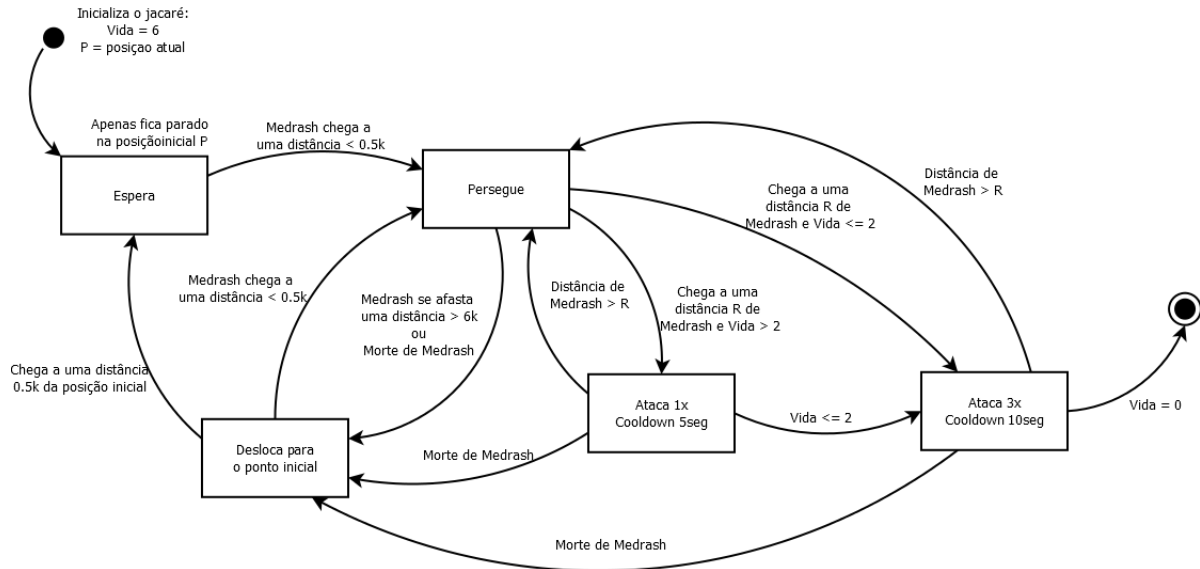 Inicializa o jacaré:
Vida = 6
P = posiçao atual
Apenas fica parado
na posiçãoinicial P
Espera
Medrash chega a
uma distância < 0.5k
Persegue
Distância de
Medrash > R
Chega a uma
distância R de
Medrash e Vida <= 2
Medrash chega a
uma distância < 0.5k
Medrash se afasta
uma distância > 6k
ou
Morte de Medrash
Distância de
Medrash > R
Chega a uma
distância R de
Medrash e Vida > 2
Chega a uma distância
0.5k da posição inicial
Desloca para
o ponto inicial
Morte de Medrash
Ataca 1x
Cooldown 5seg
Vida <= 2
Ataca 3x
Cooldown 10seg
Vida = 0
Morte de Medrash